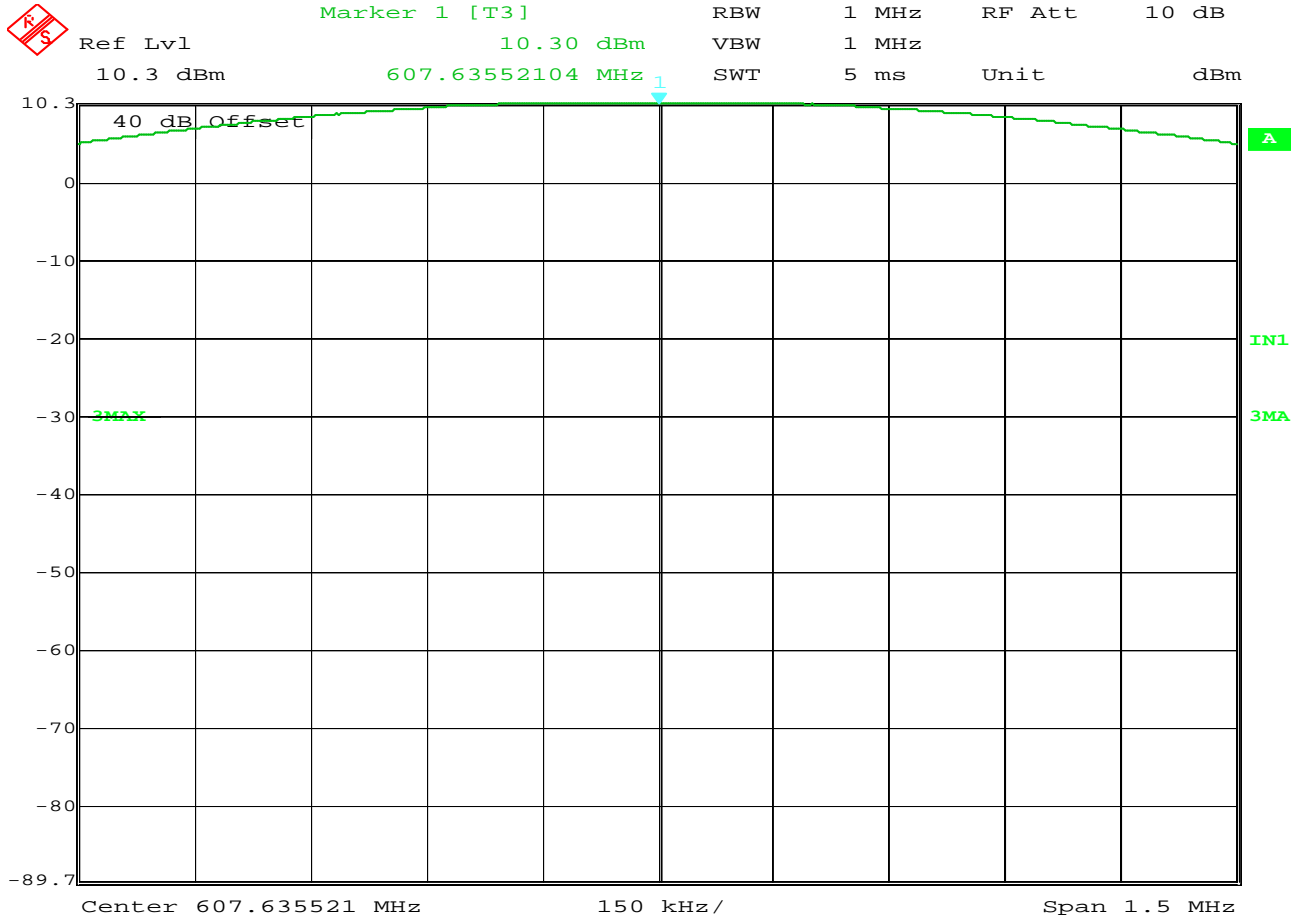 R
S
Marker 1 [T3]
RBW 1 MHz RF Att 10 dB
Ref Lvl 10.30 dBm VBW 1 MHz
10.3 dBm 607.63552104 MHz SWT 5 ms Unit dBm
1
10.3
40 dB Offset
A
0
-10
-20
IN1
-30
3MAX
3MA
-40
-50
-60
-70
-80
-89.7
Center 607.635521 MHz 150 kHz/ Span 1.5 MHz